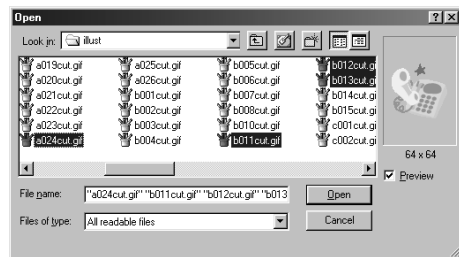 Open
Look in: illust
a019cut.gif a025cut.gif b005cut.gif b012cut.gif
a020cut.gif a026cut.gif b006cut.gif b013cut.gif
a021cut.gif b001cut.gif b007cut.gif b014cut.gi
a022cut.gif b002cut.gif b008cut.gif b015cut.gi
a023cut.gif b003cut.gif b010cut.gif c001cut.gi
a024cut.gif b004cut.gif b011cut.gif c002cut.gi
64 x 64
Preview
File name: "a024cut.gif" "b011cut.gif" "b012cut.gif" "b013 Open
Files of type: All readable files Cancel